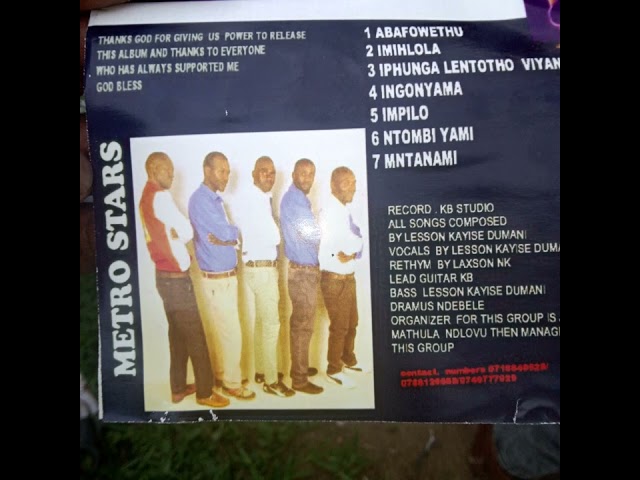 THANKS GOD FOR GIVING US POWER TO RELEASE
THIS ALBUM AND THANKS TO EVERYONE
WHO HAS ALWAYS SUPPORTED ME
GOD BLESS
METRO STARS
1 ABAFOWETHU
2 IMIHLOLA
3 IPHUNGA LENTOTHO VIYAN
4 INGONYAMA
5 IMPILO
6 NTOMBI YAMI
7 MNTANAMI
RECORD . KB STUDIO
ALL SONGS COMPOSED
BY LESSON KAYISE DUMANI
VOCALS BY LESSON KAYISE DUMA
RETHYM BY LAXSON NK
LEAD GUITAR KB
BASS LESSON KAYISE DUMANI
DRAMUS NDEBELE
ORGANIZER FOR THIS GROUP IS
MATHULA NDLOVU THEN MANAG
THIS GROUP
contact. numbers